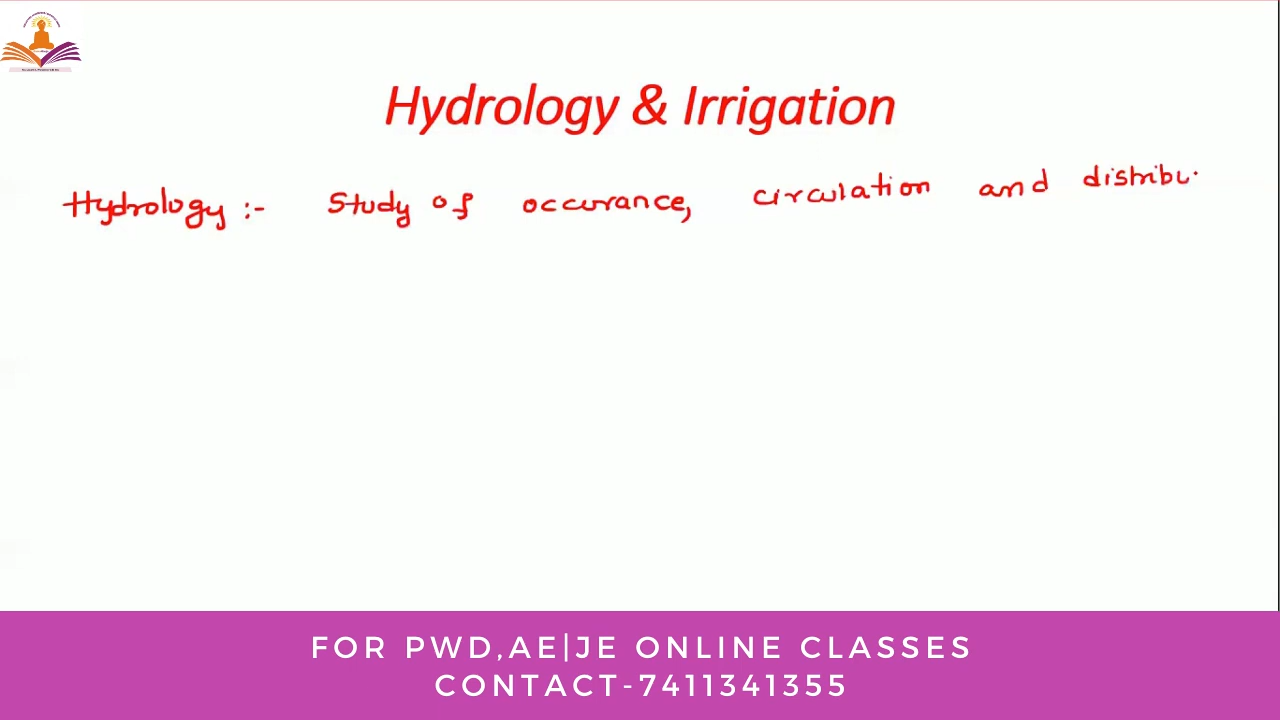 Hydrology & Irrigation
Hydrology :- Study of occurance, circulation and distribu
FOR PWD,AE|JE ONLINE CLASSES
CONTACT-7411341355